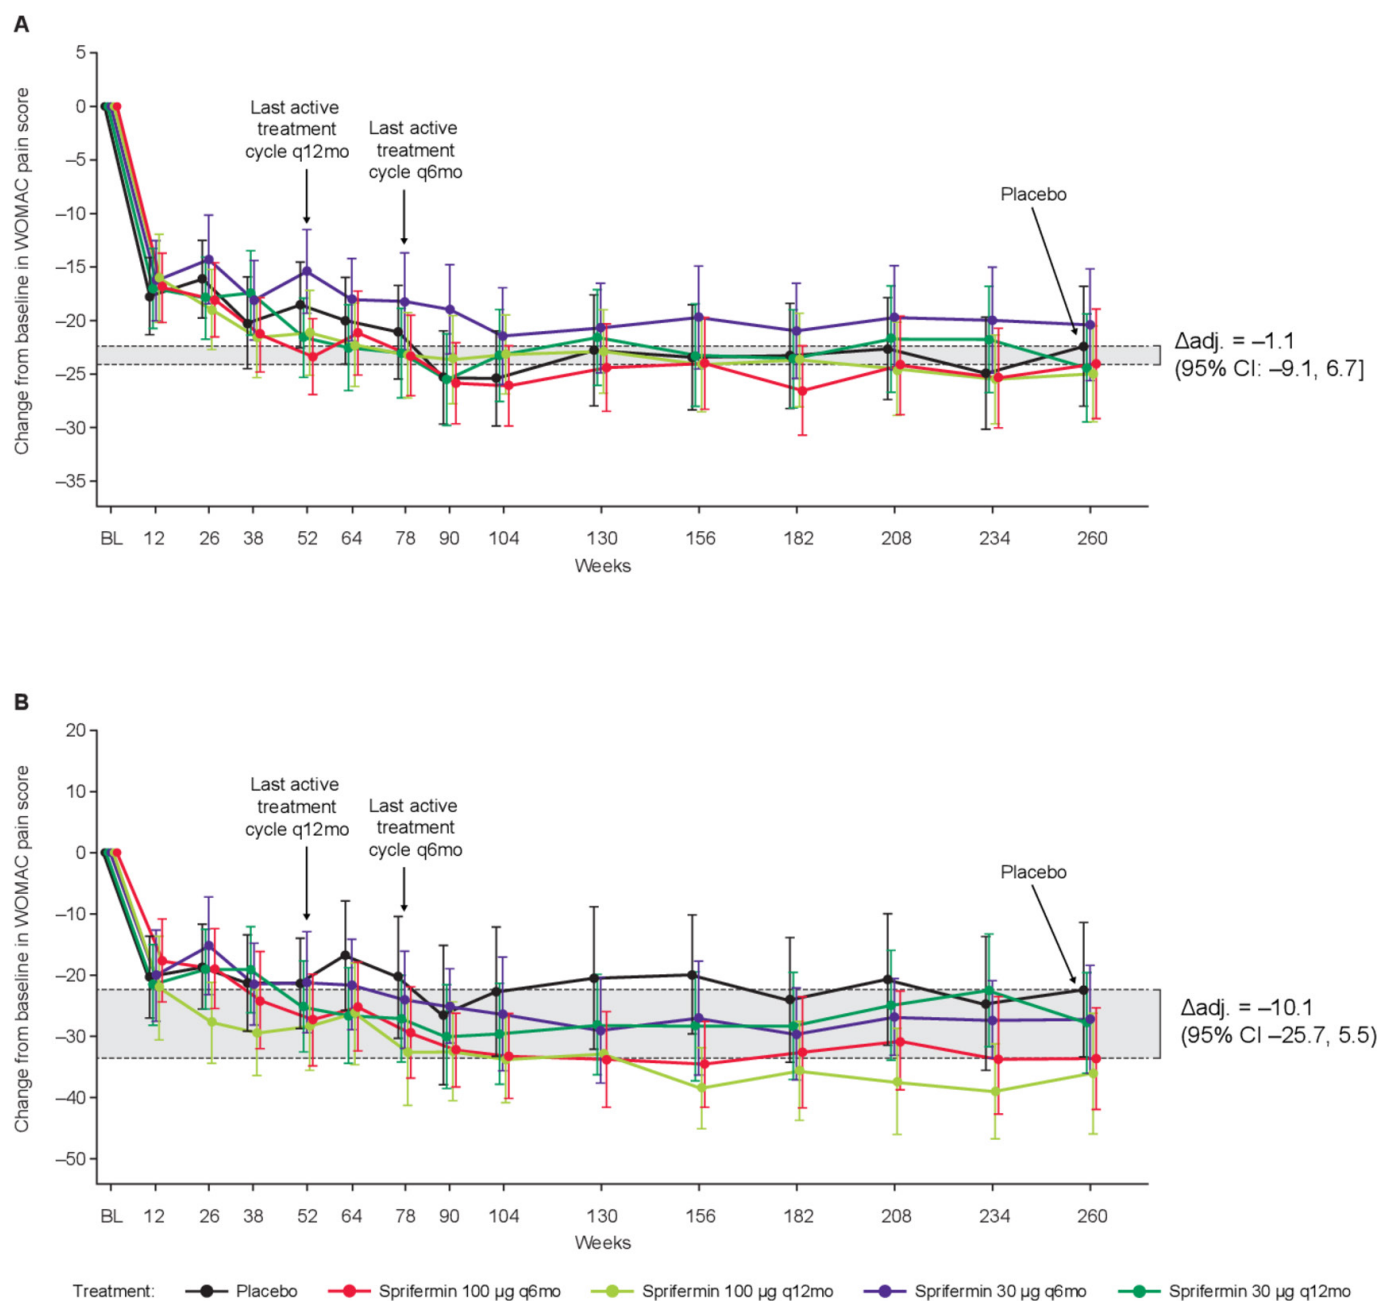 A
Change from baseline in WOMAC pain score
5
0
–5
–10
–15
–20
–25
–30
–35
Last active
treatment
cycle q12mo
Last active
treatment
cycle q6mo
Placebo
Δadj. = –1.1
(95% CI: –9.1, 6.7]
BL 12 26 38 52 64 78 90 104 130 156 182 208 234 260
Weeks
B
Change from baseline in WOMAC pain score
20
10
0
–10
–20
–30
–40
–50
Last active
treatment
cycle q12mo
Last active
treatment
cycle q6mo
Placebo
Δadj. = –10.1
(95% CI –25.7, 5.5)
BL 12 26 38 52 64 78 90 104 130 156 182 208 234 260
Weeks
Treatment: Placebo Sprifermin 100 µg q6mo Sprifermin 100 µg q12mo Sprifermin 30 µg q6mo Sprifermin 30 µg q12mo